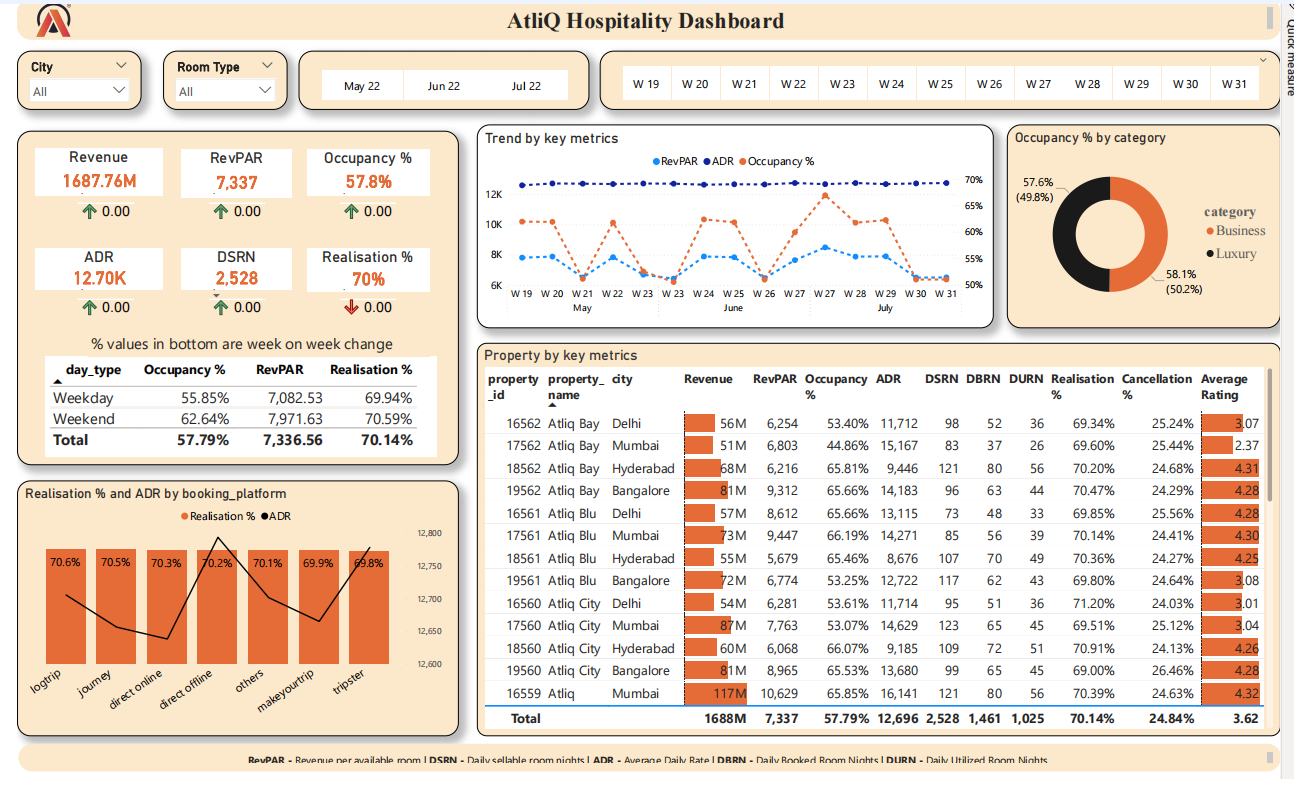 AtliQ Hospitality Dashboard
Quick measure
City
All
Room Type
All
May 22 Jun 22 Jul 22
W 19 W 20 W 21 W 22 W 23 W 24 W 25 W 26 W 27 W 28 W 29 W 30 W 31
Revenue
1687.76M
0.00
RevPAR
7,337
0.00
Occupancy %
57.8%
0.00
ADR
12.70K
0.00
DSRN
2,528
0.00
Realisation %
70%
0.00
% values in bottom are week on week change
day_type Occupancy % RevPAR Realisation %
Weekday 55.85% 7,082.53 69.94%
Weekend 62.64% 7,971.63 70.59%
Total 57.79% 7,336.56 70.14%
Trend by key metrics
RevPAR ADR Occupancy %
12K
10K
8K
6K
70%
65%
60%
55%
50%
W 19 W 20 W 21 W 22 W 23 W 23 W 24 W 25 W 26 W 27 W 27 W 28 W 29 W 30 W 31
May June July
Occupancy % by category
57.6%
(49.8%)
58.1%
(50.2%)
category
Business
Luxury
Realisation % and ADR by booking_platform
Realisation % ADR
70.6% 70.5% 70.3% 70.2% 70.1% 69.9% 69.8%
12,800
12,750
12,700
12,650
12,600
logtrip journey direct online direct offline others makeyourtrip tripster
Property by key metrics
property property_ city Revenue RevPAR Occupancy ADR DSRN DBRN DURN Realisation Cancellation Average
_id name % % % Rating
16562 Atliq Bay Delhi 56M 6,254 53.40% 11,712 98 52 36 69.34% 25.24% 3.07
17562 Atliq Bay Mumbai 51M 6,803 44.86% 15,167 83 37 26 69.60% 25.44% 2.37
18562 Atliq Bay Hyderabad 68M 6,216 65.81% 9,446 121 80 56 70.20% 24.68% 4.31
19562 Atliq Bay Bangalore 81M 9,312 65.66% 14,183 96 63 44 70.47% 24.29% 4.28
16561 Atliq Blu Delhi 57M 8,612 65.66% 13,115 73 48 33 69.85% 25.56% 4.28
17561 Atliq Blu Mumbai 73M 9,447 66.19% 14,271 85 56 39 70.14% 24.41% 4.30
18561 Atliq Blu Hyderabad 55M 5,679 65.46% 8,676 107 70 49 70.36% 24.27% 4.25
19561 Atliq Blu Bangalore 72M 6,774 53.25% 12,722 117 62 43 69.80% 24.64% 3.08
16560 Atliq City Delhi 54M 6,281 53.61% 11,714 95 51 36 71.20% 24.03% 3.01
17560 Atliq City Mumbai 87M 7,763 53.07% 14,629 123 65 45 69.51% 25.12% 3.04
18560 Atliq City Hyderabad 60M 6,068 66.07% 9,185 109 72 51 70.91% 24.13% 4.26
19560 Atliq City Bangalore 81M 8,965 65.53% 13,680 99 65 45 69.00% 26.46% 4.28
16559 Atliq Mumbai 117M 10,629 65.85% 16,141 121 80 56 70.39% 24.63% 4.32
Total 1688M 7,337 57.79% 12,696 2,528 1,461 1,025 70.14% 24.84% 3.62
RevPAR - Revenue per available room | DSRN - Daily sellable room nights | ADR - Average Daily Rate | DBRN - Daily Booked Room Nights | DURN - Daily Utilized Room Nights